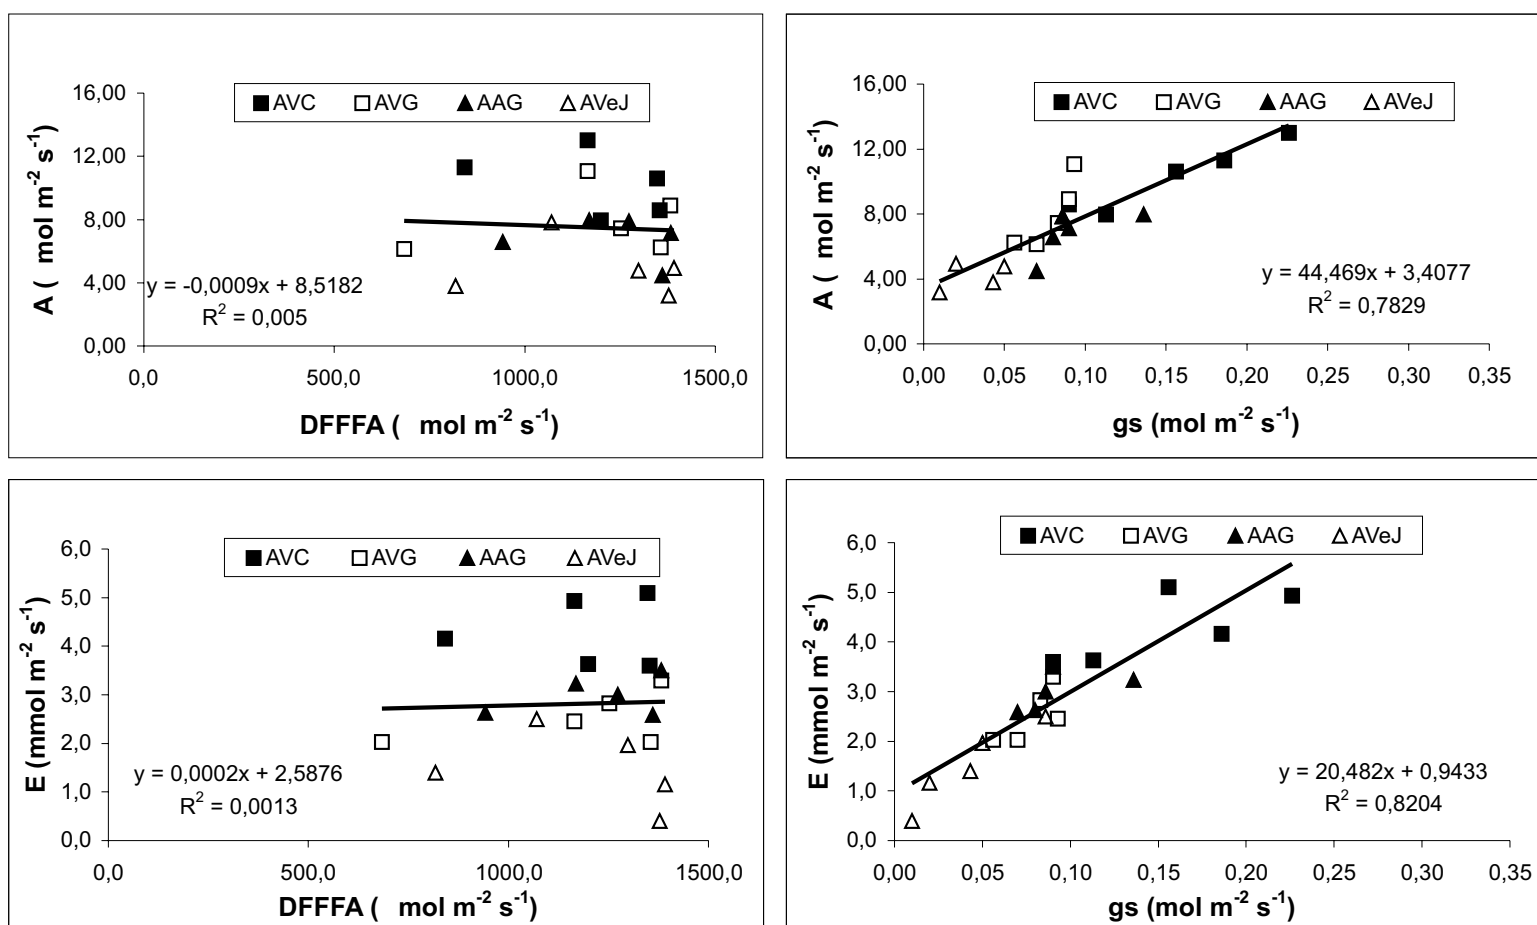 AVC AVG AAG AVeJ
16,00
12,00
8,00
4,00
0,00
A ( mol m-2 s-1)
y = -0,0009x + 8,5182
R2 = 0,005
0,0 500,0 1000,0 1500,0
DFFFA ( mol m-2 s-1)
AVC AVG AAG AVeJ
16,00
12,00
8,00
4,00
0,00
A ( mol m-2 s-1)
y = 44,469x + 3,4077
R2 = 0,7829
0,00 0,05 0,10 0,15 0,20 0,25 0,30 0,35
gs (mol m-2 s-1)
AVC AVG AAG AVeJ
6,0
5,0
4,0
3,0
2,0
1,0
0,0
E (mmol m-2 s-1)
y = 0,0002x + 2,5876
R2 = 0,0013
0,0 500,0 1000,0 1500,0
DFFFA ( mol m-2 s-1)
AVC AVG AAG AVeJ
6,0
5,0
4,0
3,0
2,0
1,0
0,0
E (mmol m-2 s-1)
y = 20,482x + 0,9433
R2 = 0,8204
0,00 0,05 0,10 0,15 0,20 0,25 0,30 0,35
gs (mol m-2 s-1)